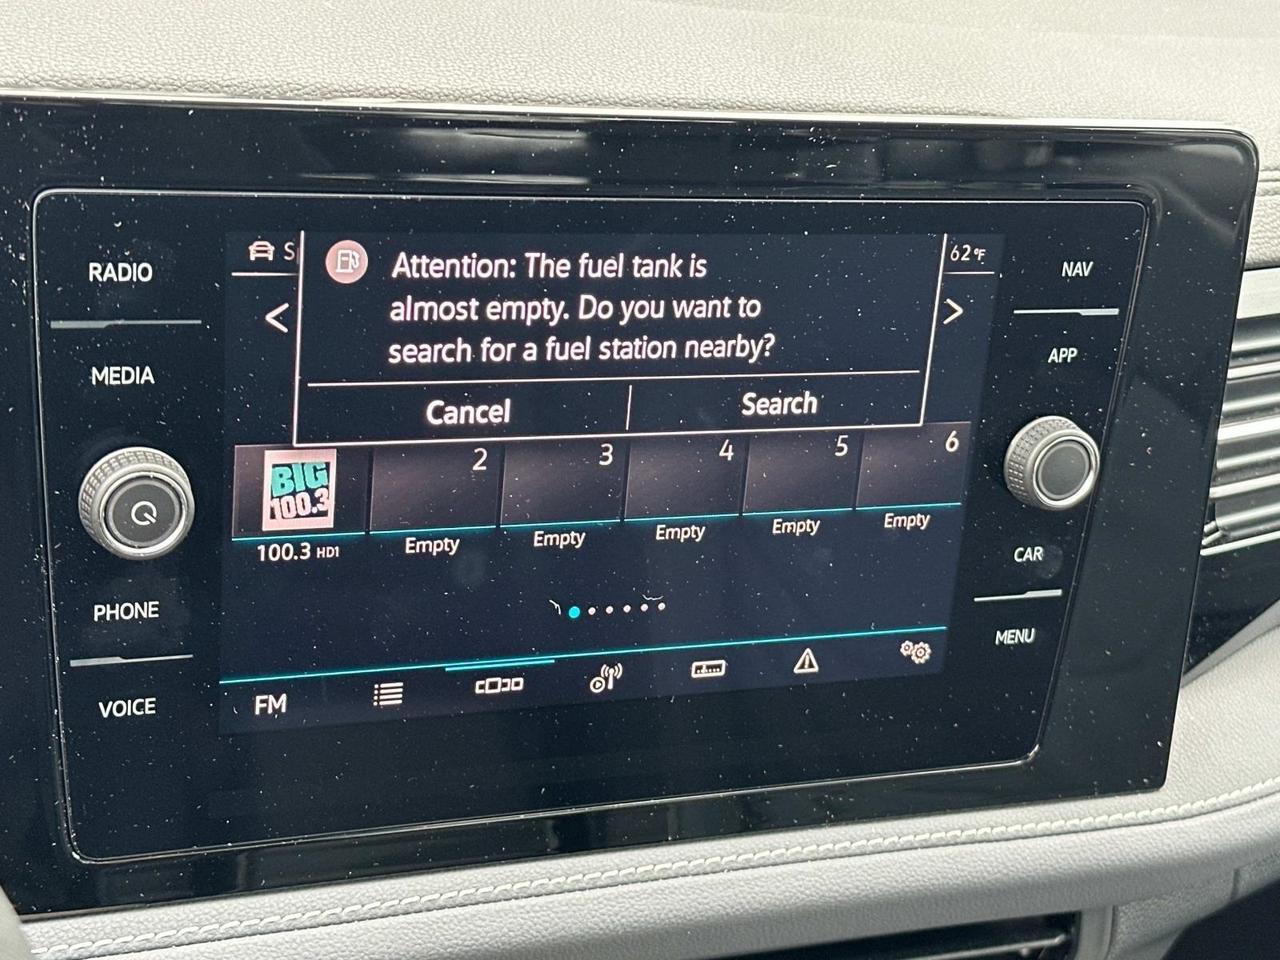 RADIO
MEDIA
PHONE
VOICE
62°F
Attention: The fuel tank is
almost empty. Do you want to
search for a fuel station nearby?
Cancel
Search
BIG
100.3
2
3
4
5
6
100.3 HD1
Empty
Empty
Empty
Empty
Empty
FM
NAV
APP
CAR
MENU